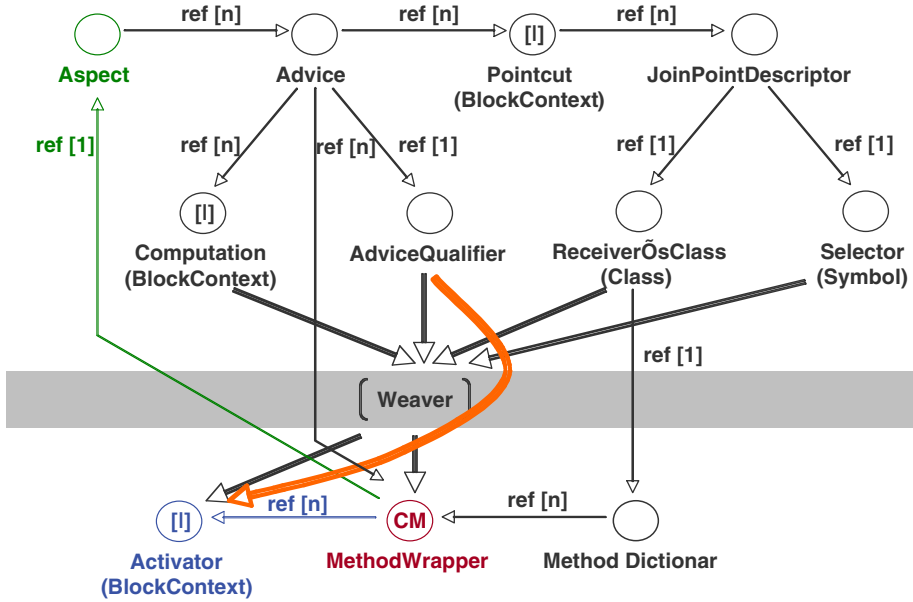 ref [n]
ref [n]
ref [n]
[I]
Aspect
Advice
Pointcut
(BlockContext)
JoinPointDescriptor
ref [1]
ref [n]
ref [n]
ref [1]
ref [1]
ref [1]
[I]
Computation
(BlockContext)
AdviceQualifier
ReceiverÕsClass
(Class)
Selector
(Symbol)
ref [1]
Weaver
ref [n]
ref [n]
[I]
CM
Activator
(BlockContext)
MethodWrapper
Method Dictionar